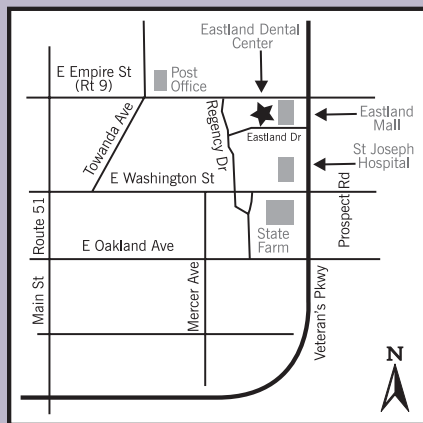 Eastland Dental
Center
E Empire St
(Rt 9)
Post
Office
Towanda Ave
Regency Dr
Eastland Dr
Eastland
Mall
St Joseph
Hospital
E Washington St
Route 51
Prospect Rd
State
Farm
E Oakland Ave
Main St
Mercer Ave
Veteran's Pkwy
N